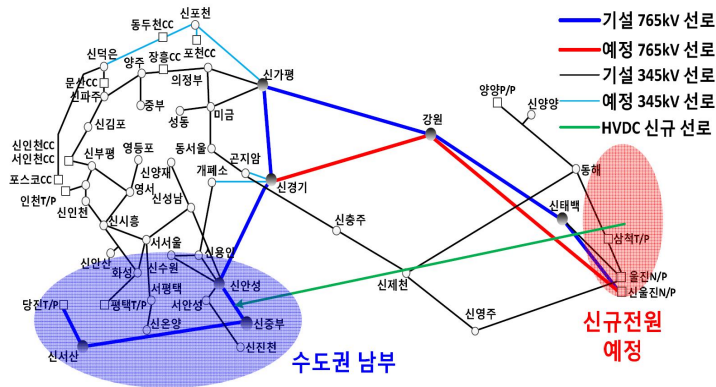 신포천
동두천CC
포천CC
신덕은
양주
장흥CC
의정부
문산CC
신파주
중부
신가평
성동
미금
신김포
동서울
신인천CC
서인천CC
포스코CC
인천T/P
신부평
영등포
신양재
개폐소
곤지암
신경기
영서
신성남
신인천
신시흥
신안산
화성
서서울
신수원
신용인
신충주
강원
양양P/P
신양양
동해
신태백
삼척T/P
울진N/P
신울진N/P
신제천
신영주
당진T/P
평택T/P
서평택
신온양
서안성
신안성
신중부
신진천
신서산
수도권 남부
신규전원
예정
기설 765kV 선로
예정 765kV 선로
기설 345kV 선로
예정 345kV 선로
HVDC 신규 선로